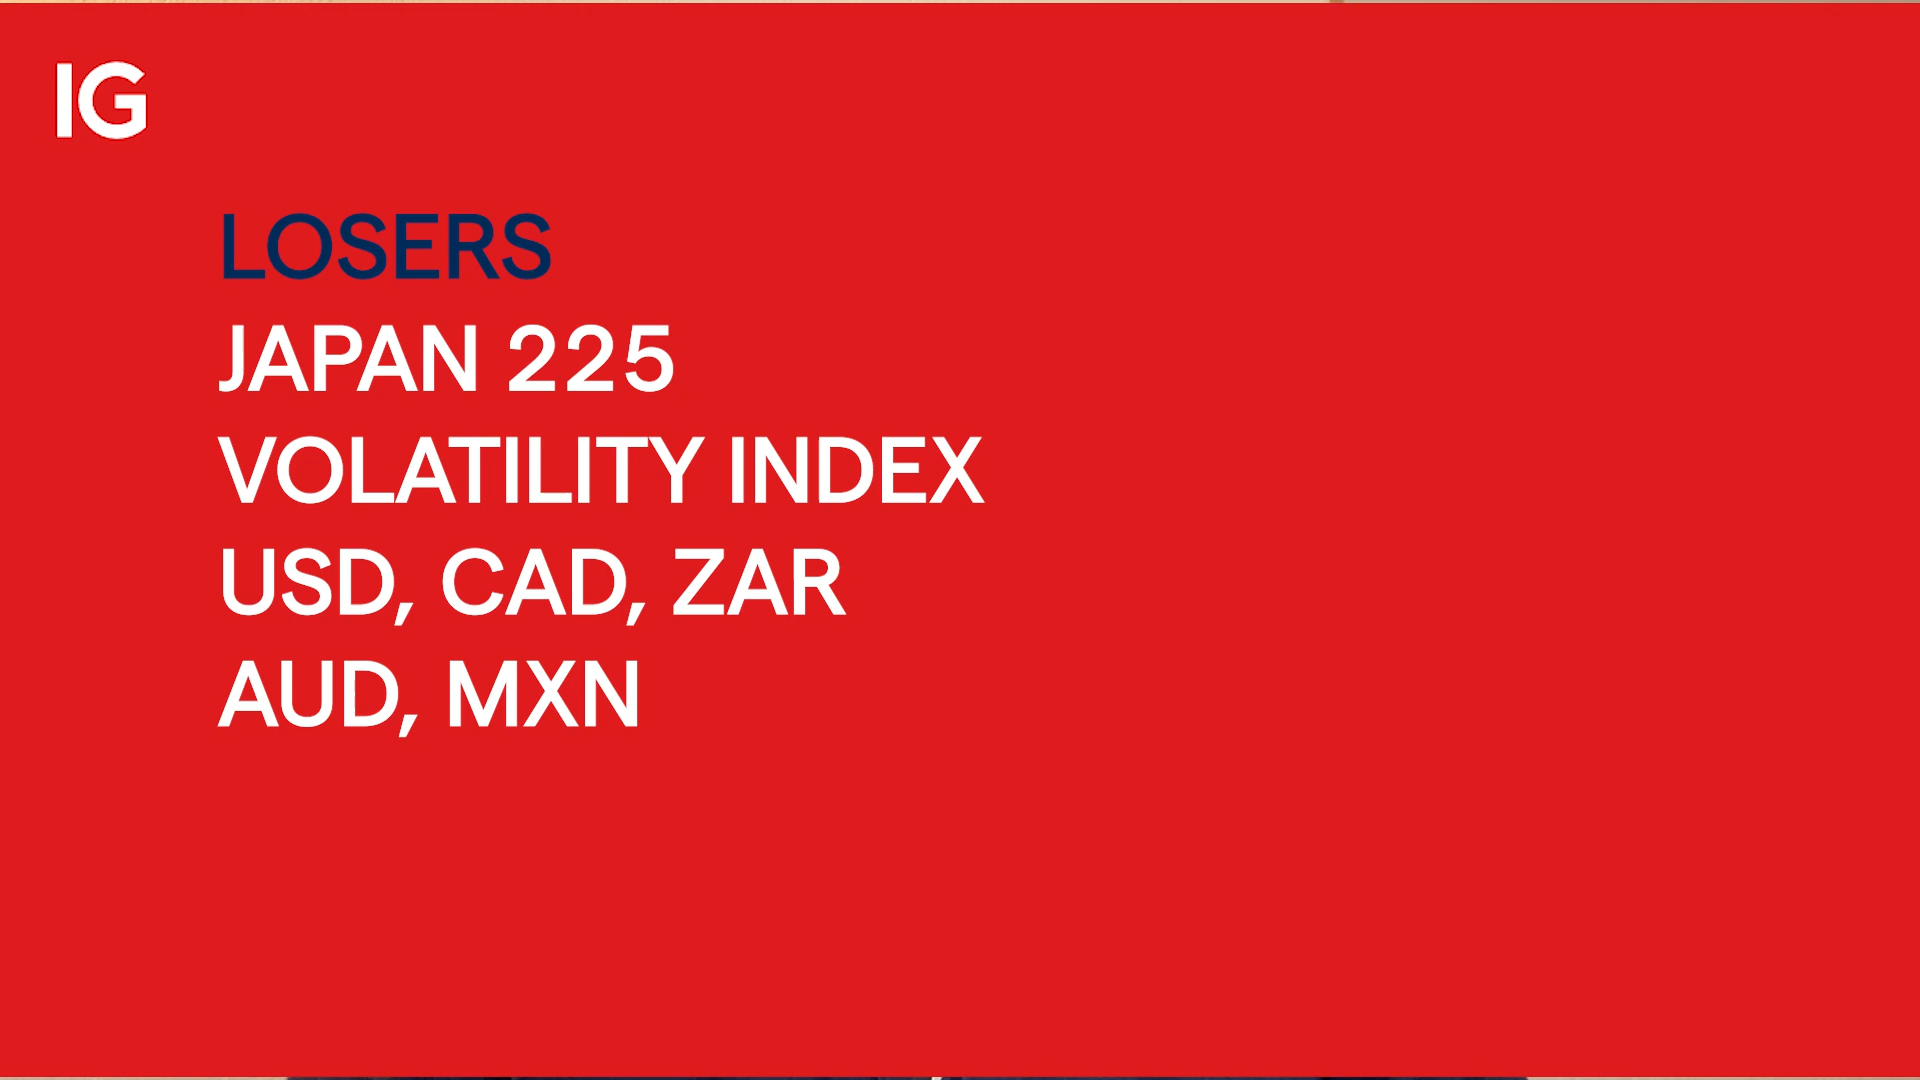 IG
LOSERS
JAPAN 225
VOLATILITY INDEX
USD, CAD, ZAR
AUD, MXN